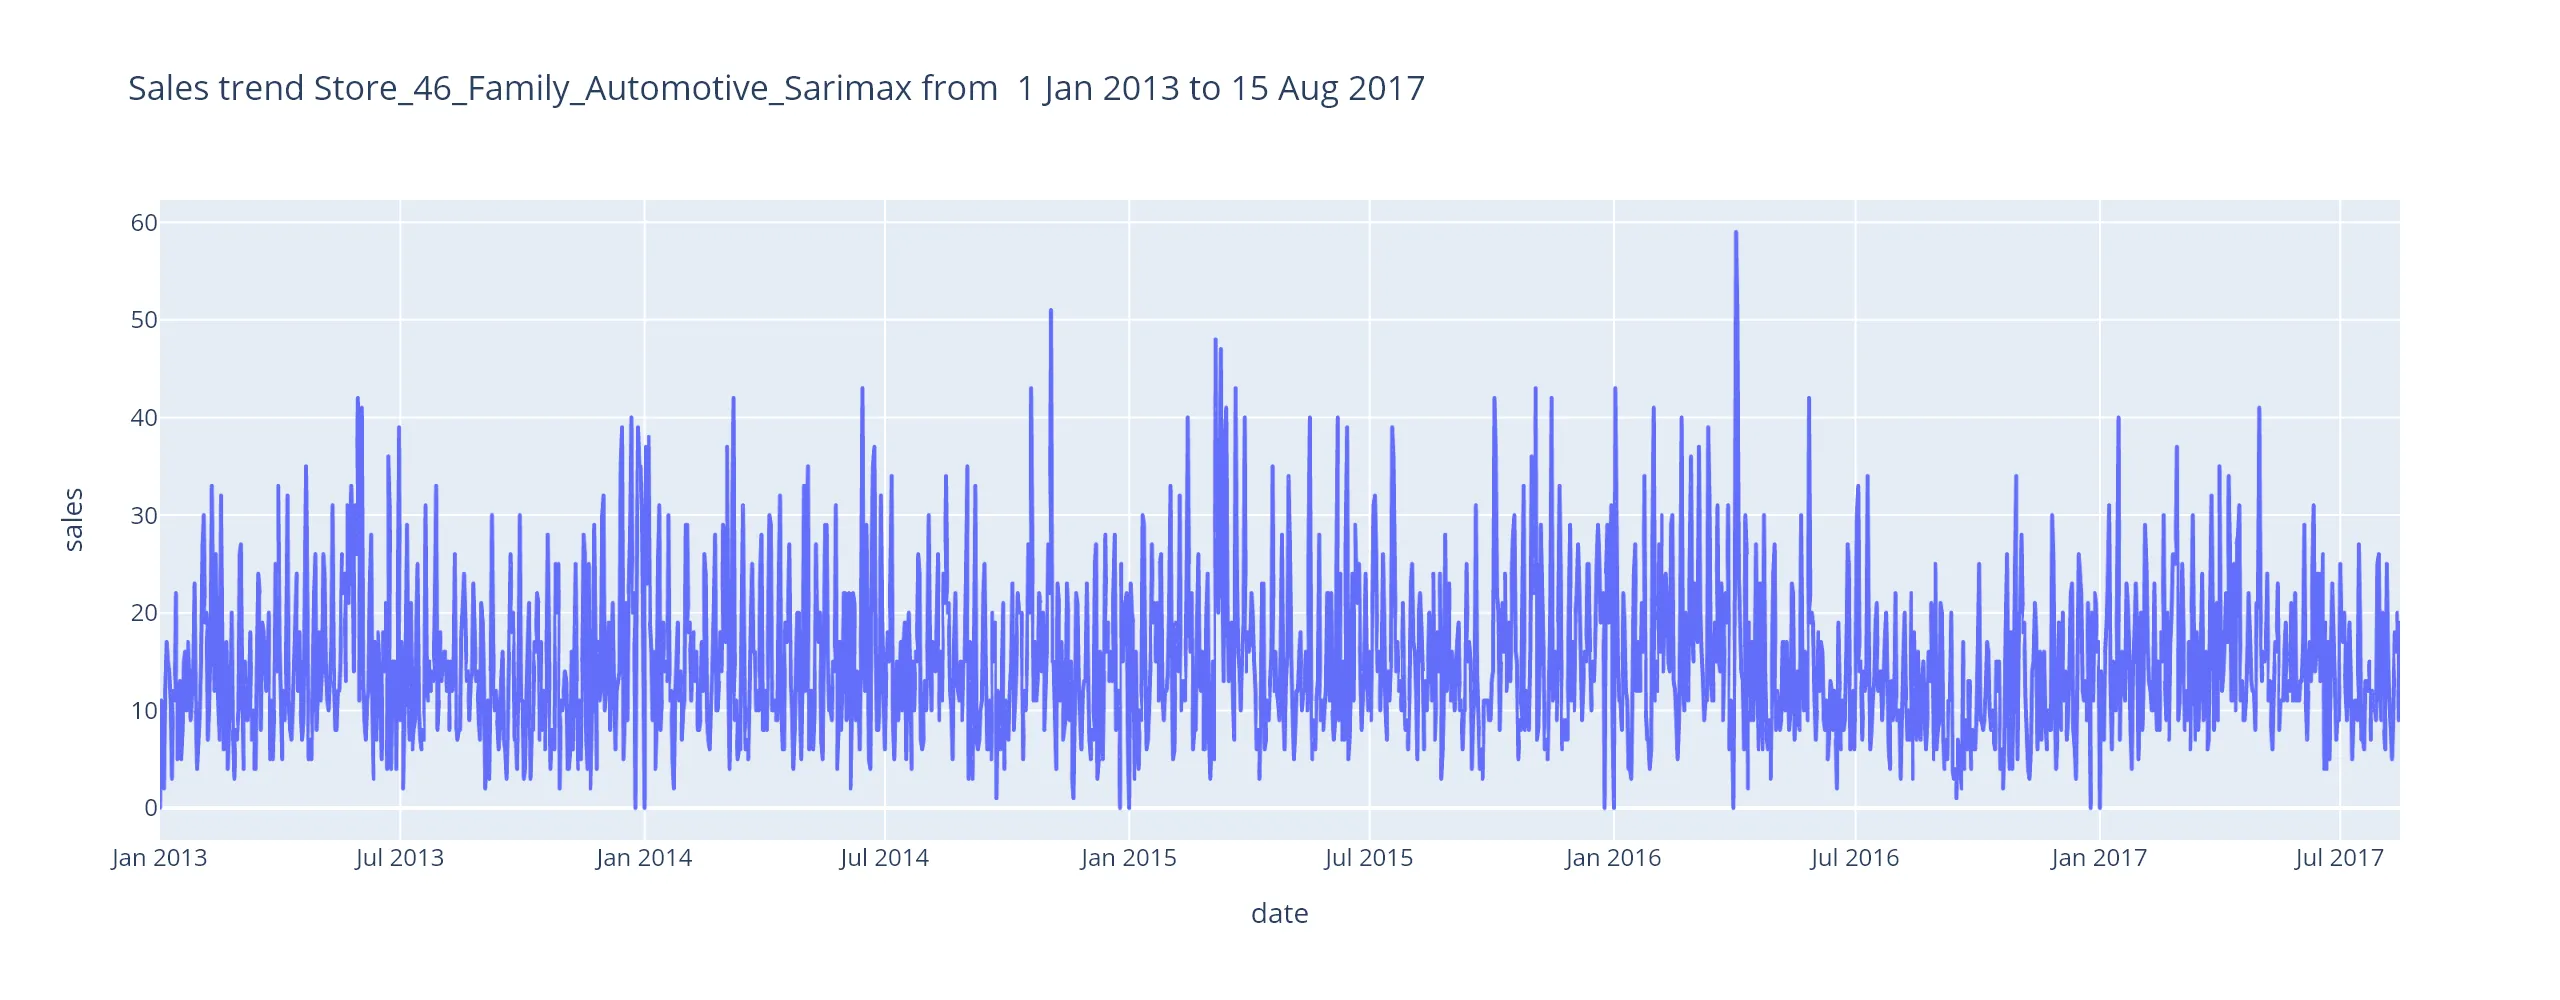 Sales trend Store_46_Family_Automotive_Sarimax from  1 Jan 2013 to 15 Aug 2017
60
50
40
30
20
10
0
sales
Jan 2013 Jul 2013 Jan 2014 Jul 2014 Jan 2015 Jul 2015 Jan 2016 Jul 2016 Jan 2017 Jul 2017
date